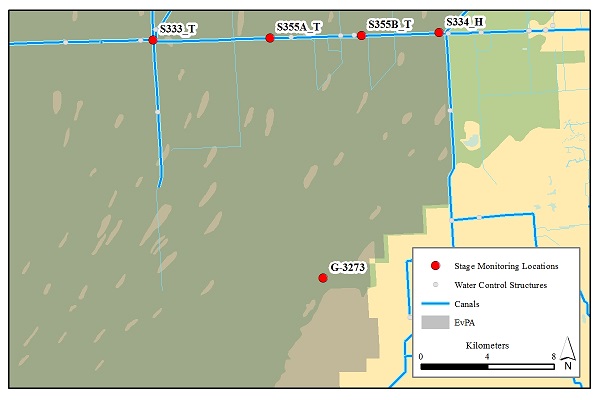 S333_T
S355A_T
S355B_T
S334_H
G-3273
Stage Monitoring Locations
Water Control Structures
Canals
EvPA
Kilometers
0 4 8
N